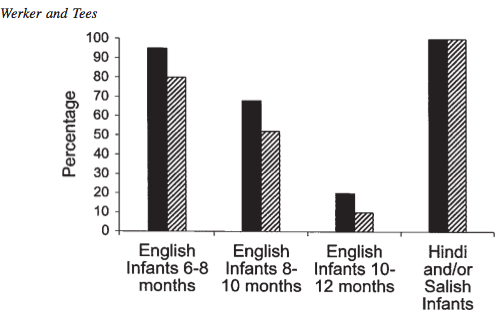 Werker and Tees
100
90
80
70
60
50
40
30
20
10
0
Percentage
English
Infants 6-8
months
English
Infants 8-
10 months
English
Infants 10-
12 months
Hindi
and/or
Salish
Infants